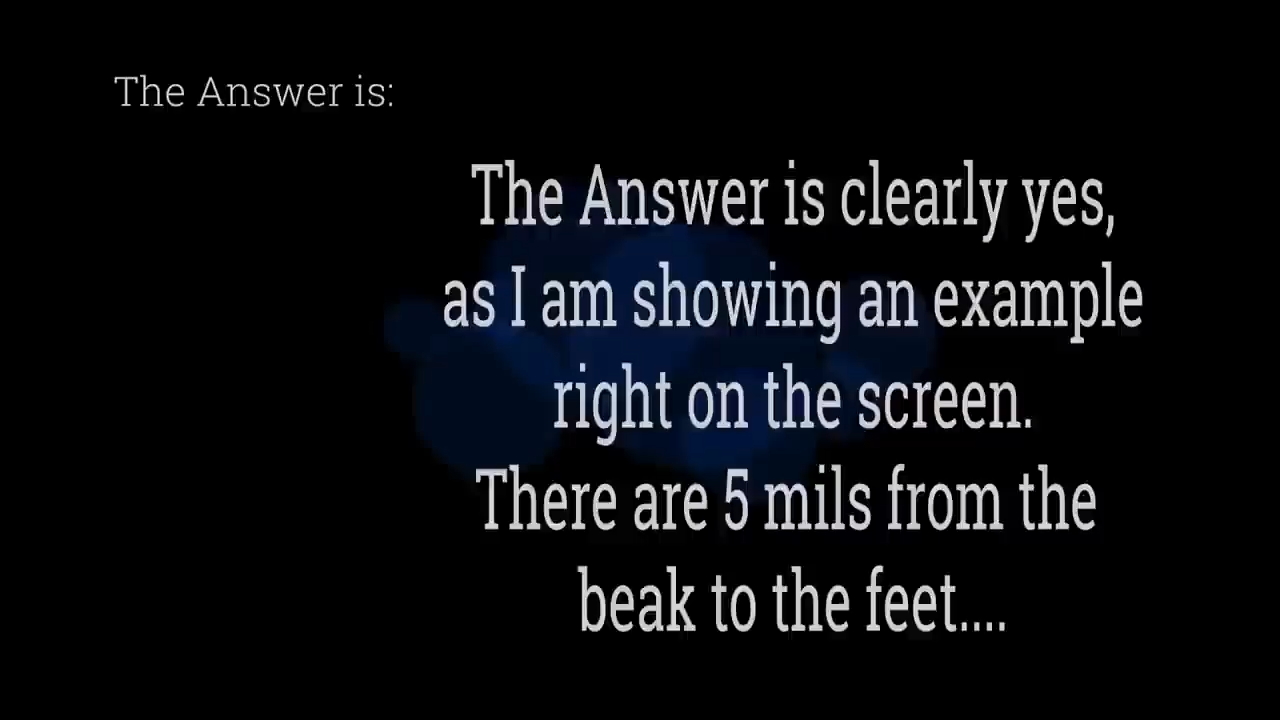 The Answer is:
The Answer is clearly yes,
as I am showing an example
right on the screen.
There are 5 mils from the
beak to the feet....